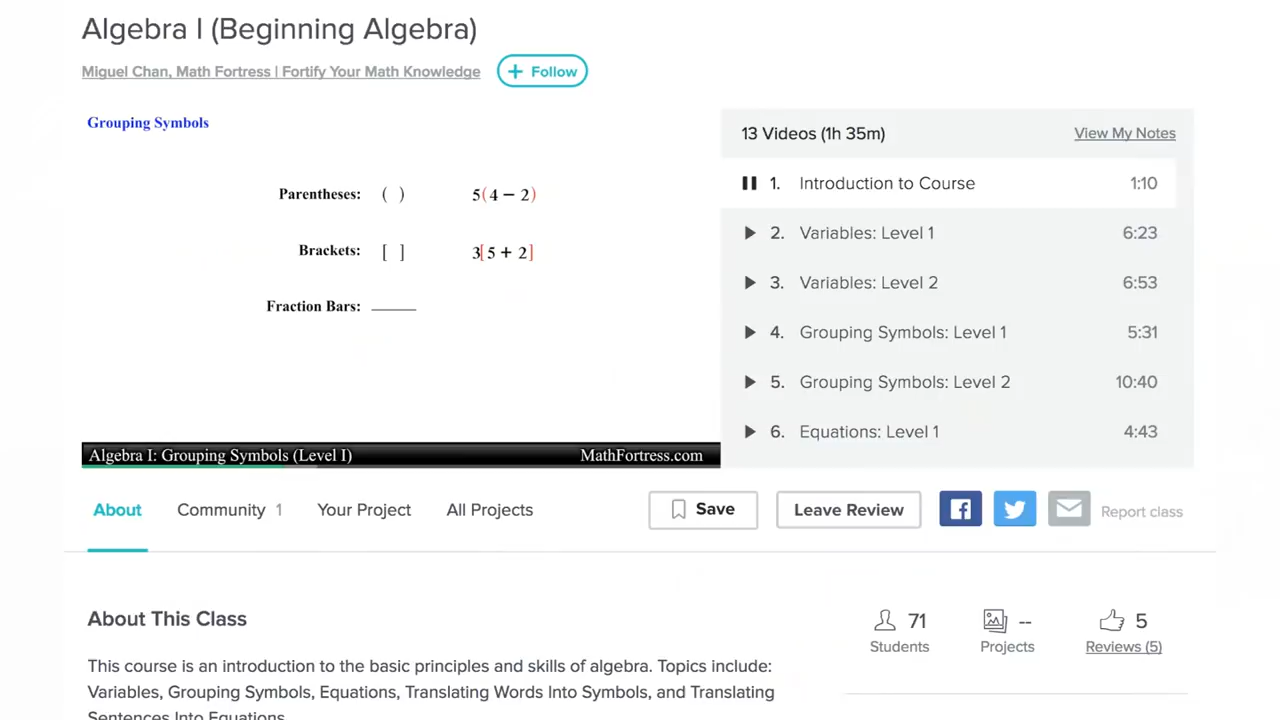 Algebra I (Beginning Algebra)
Miguel Chan, Math Fortress | Fortify Your Math Knowledge
+ Follow
Grouping Symbols
Parentheses: ( ) 5(4 − 2)
Brackets: [ ] 3[5 + 2]
Fraction Bars: ____
Algebra I: Grouping Symbols (Level I) MathFortress.com
13 Videos (1h 35m) View My Notes
1. Introduction to Course 1:10
2. Variables: Level 1 6:23
3. Variables: Level 2 6:53
4. Grouping Symbols: Level 1 5:31
5. Grouping Symbols: Level 2 10:40
6. Equations: Level 1 4:43
About Community 1 Your Project All Projects Save Leave Review Report class
About This Class
This course is an introduction to the basic principles and skills of algebra. Topics include:
Variables, Grouping Symbols, Equations, Translating Words Into Symbols, and Translating
Sentences Into Equations
71 -- 5
Students Projects Reviews (5)